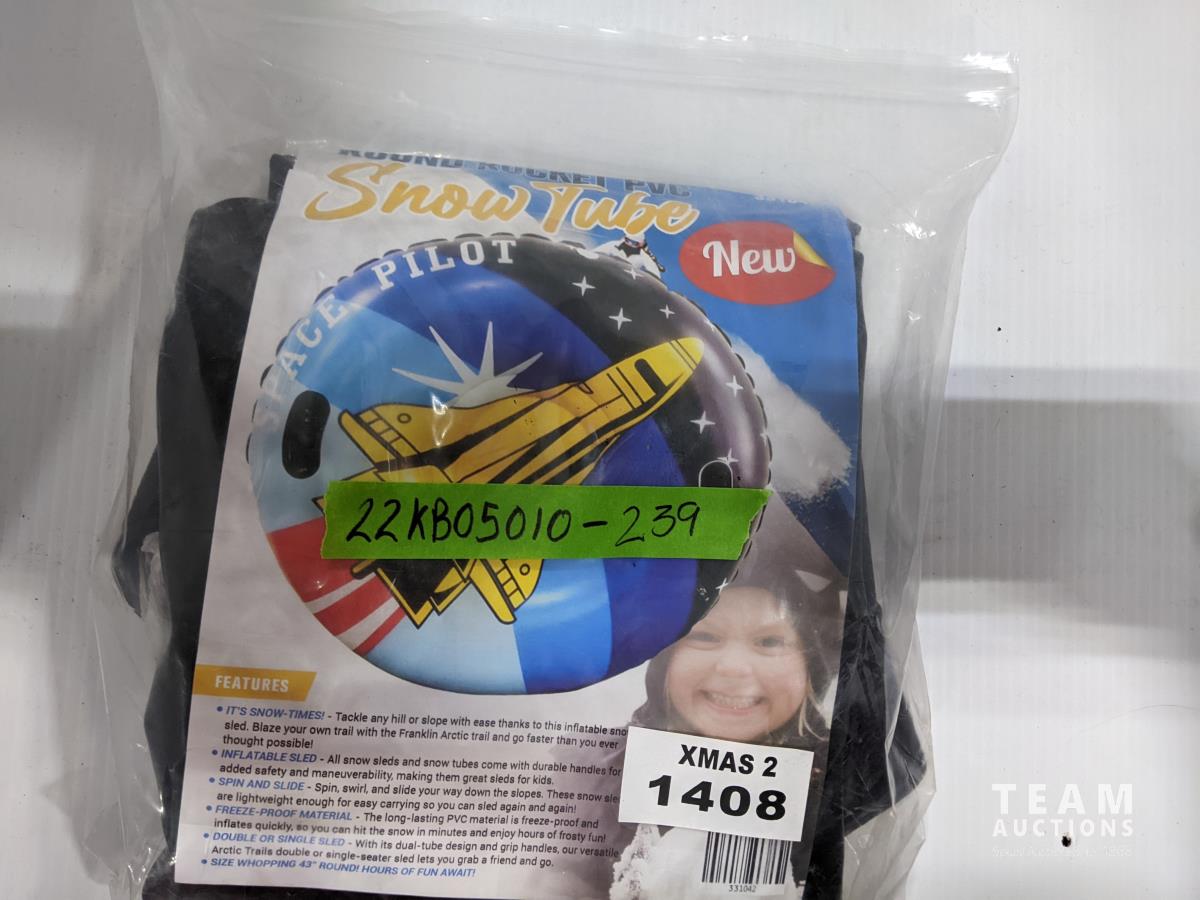 ROUND ROCKET PVC
Snow Tube
New
SPACE PILOT
22KB05010-239
FEATURES
• IT'S SNOW-TIMES! - Tackle any hill or slope with ease thanks to this inflatable sno
sled. Blaze your own trail with the Franklin Arctic trail and go faster than you ever
thought possible!
• INFLATABLE SLED - All snow sleds and snow tubes come with durable handles for
added safety and maneuverability, making them great sleds for kids.
• SPIN AND SLIDE - Spin, swirl, and slide your way down the slopes. These snow sle
are lightweight enough for easy carrying so you can sled again and again!
• FREEZE-PROOF MATERIAL - The long-lasting PVC material is freeze-proof and
inflates quickly, so you can hit the snow in minutes and enjoy hours of frosty fun!
• DOUBLE OR SINGLE SLED - With its dual-tube design and grip handles, our versatile
Arctic Trails double or single-seater sled lets you grab a friend and go.
• SIZE WHOPPING 43" ROUND! HOURS OF FUN AWAIT!
XMAS 2
1408
331042
TEAM
AUCTIONS